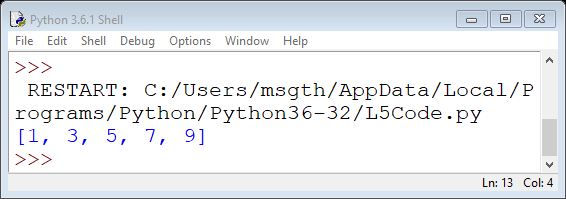 Python 3.6.1 Shell
File Edit Shell Debug Options Window Help
>>>
 RESTART: C:/Users/msgth/AppData/Local/P
rograms/Python/Python36-32/L5Code.py
[1, 3, 5, 7, 9]
>>>
Ln: 13 Col: 4